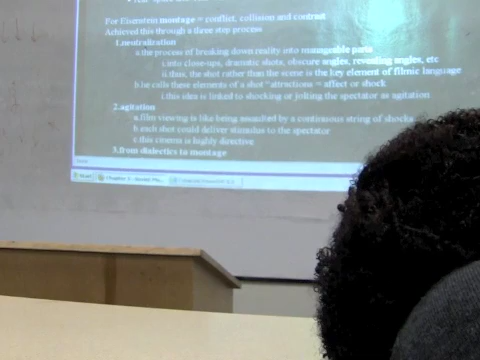 For Eisenstein montage = conflict, collision and contrast
Achieved this through a three step process
1.neutralization
a.the process of breaking down reality into manageable parts
i.into close-ups, dramatic shots, obscure angles, revealing angles, etc
ii.thus, the shot rather than the scene is the key element of filmic language
b.he calls these elements of a shot "attractions = affect or shock
i.this idea is linked to shocking or jolting the spectator as agitation
2.agitation
a.film viewing is like being assaulted by a continuous string of shocks
b.each shot could deliver stimulus to the spectator
c.this cinema is highly directive
3.from dialectics to montage